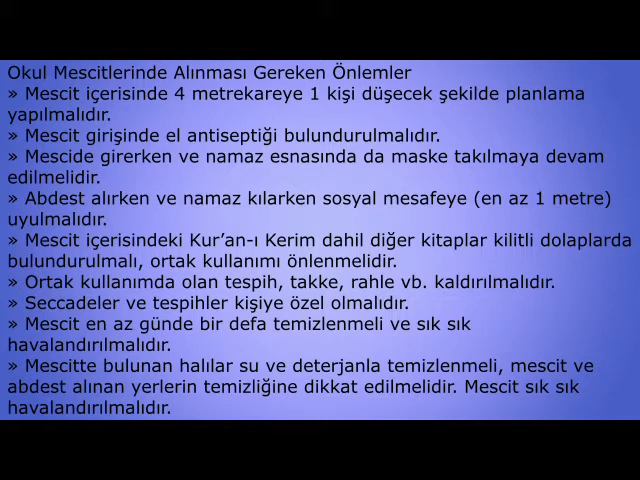 Okul Mescitlerinde Alınması Gereken Önlemler
» Mescit içerisinde 4 metrekareye 1 kişi düşecek şekilde planlama
yapılmalıdır.
» Mescit girişinde el antiseptiği bulundurulmalıdır.
» Mescide girerken ve namaz esnasında da maske takılmaya devam
edilmelidir.
» Abdest alırken ve namaz kılarken sosyal mesafeye (en az 1 metre)
uyulmalıdır.
» Mescit içerisindeki Kur’an-ı Kerim dahil diğer kitaplar kilitli dolaplarda
bulundurulmalı, ortak kullanımı önlenmelidir.
» Ortak kullanımda olan tespih, takke, rahle vb. kaldırılmalıdır.
» Seccadeler ve tespihler kişiye özel olmalıdır.
» Mescit en az günde bir defa temizlenmeli ve sık sık
havalandırılmalıdır.
» Mescitte bulunan halılar su ve deterjanla temizlenmeli, mescit ve
abdest alınan yerlerin temizliğine dikkat edilmelidir. Mescit sık sık
havalandırılmalıdır.